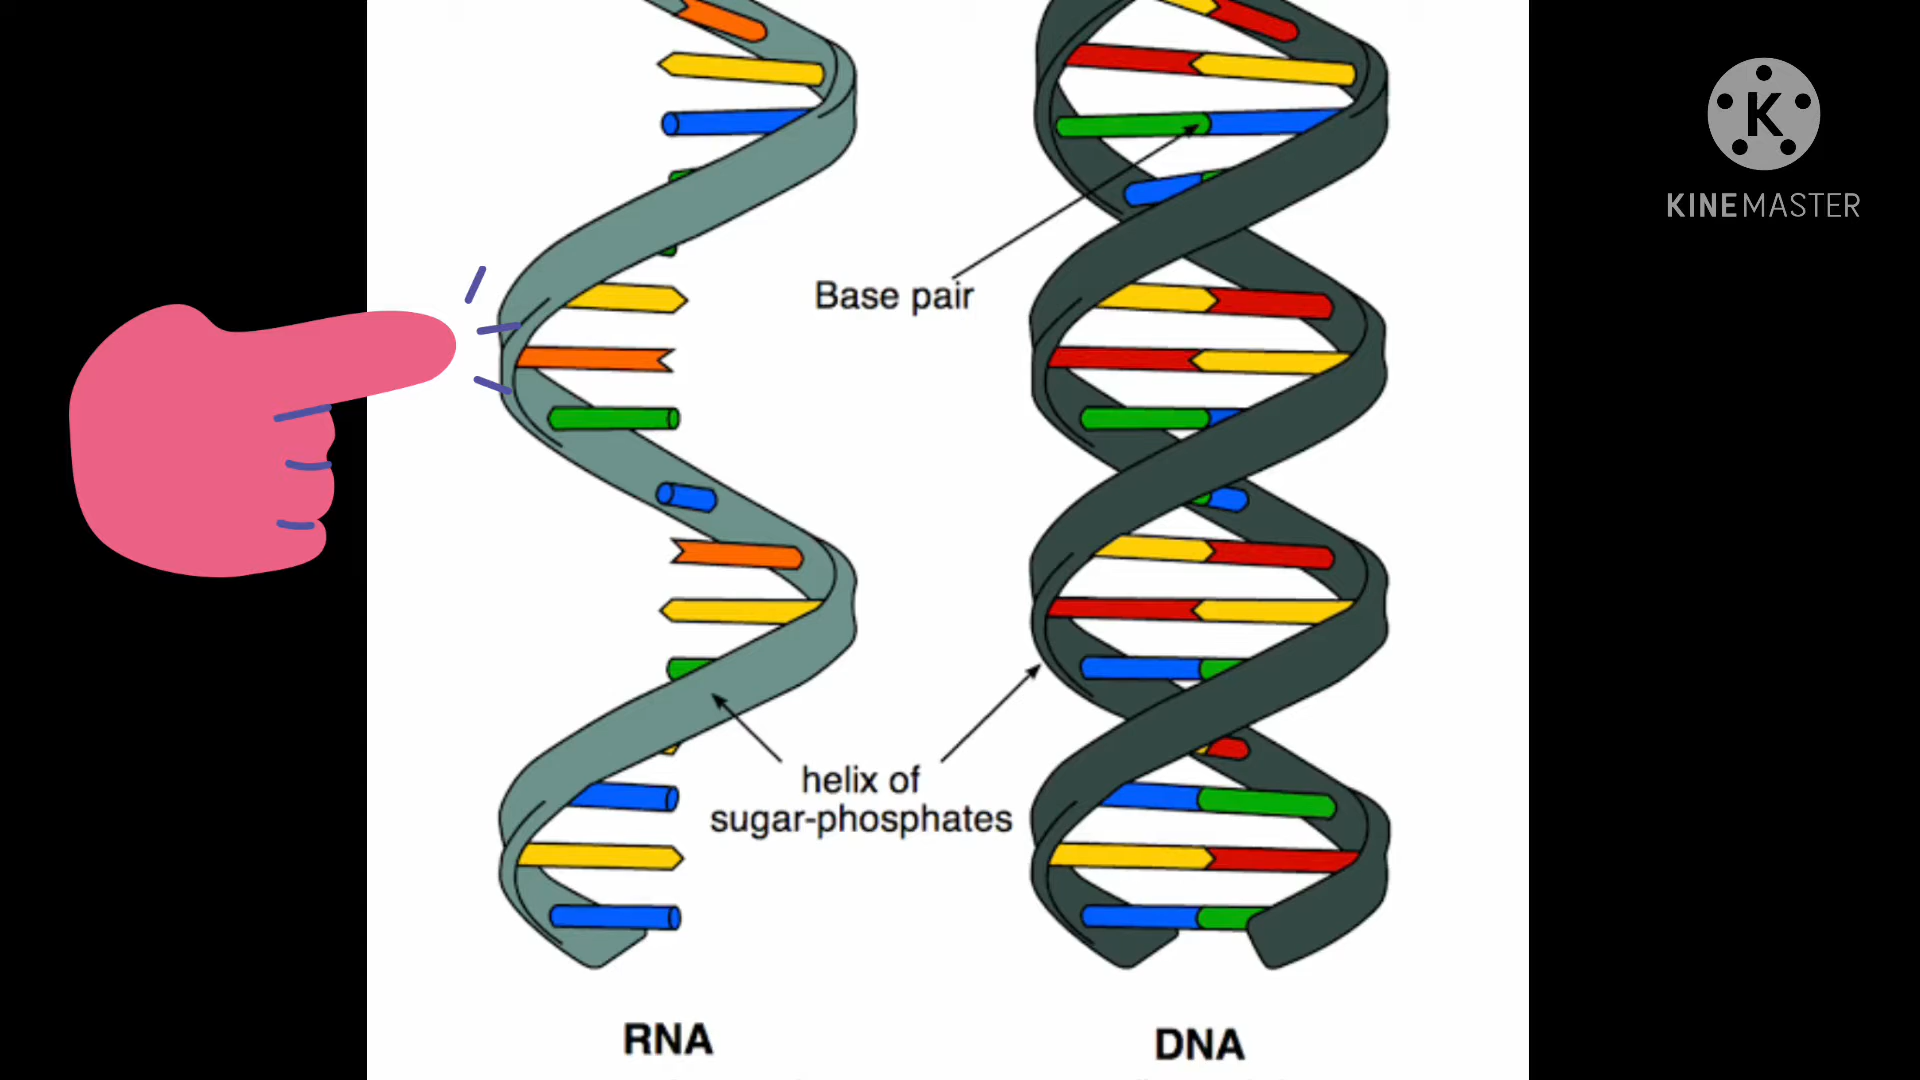 K
KINEMASTER
Base pair
helix of
sugar-phosphates
RNA
DNA